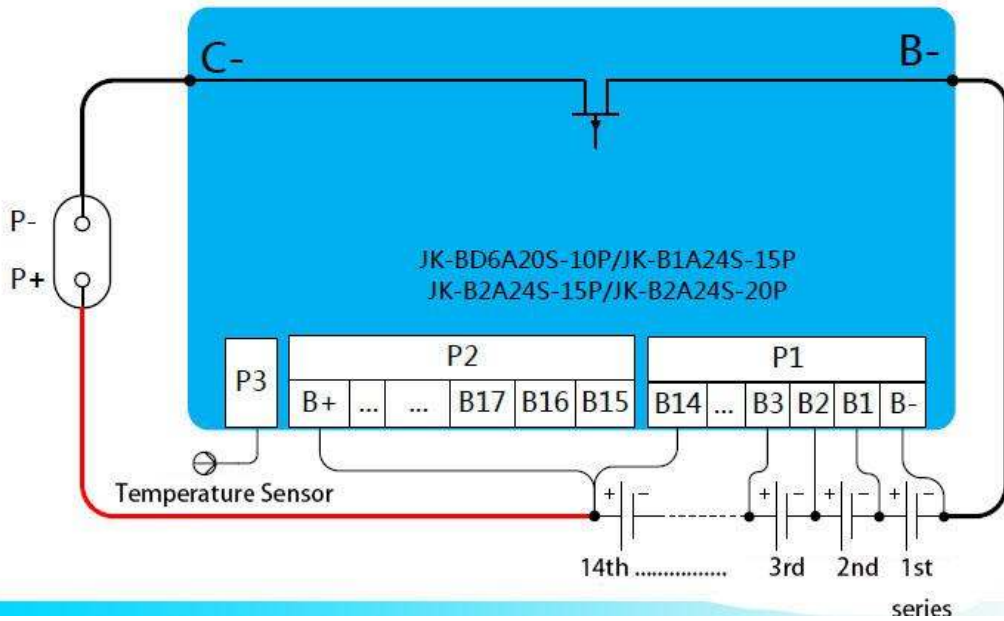 C- B-
P-
P+
JK-BD6A20S-10P/JK-B1A24S-15P
JK-B2A24S-15P/JK-B2A24S-20P
P3 P2 P1
B+ ... ... B17 B16 B15 B14 ... B3 B2 B1 B-
Temperature Sensor
+ - + - + - + -
14th ................ 3rd 2nd 1st
series